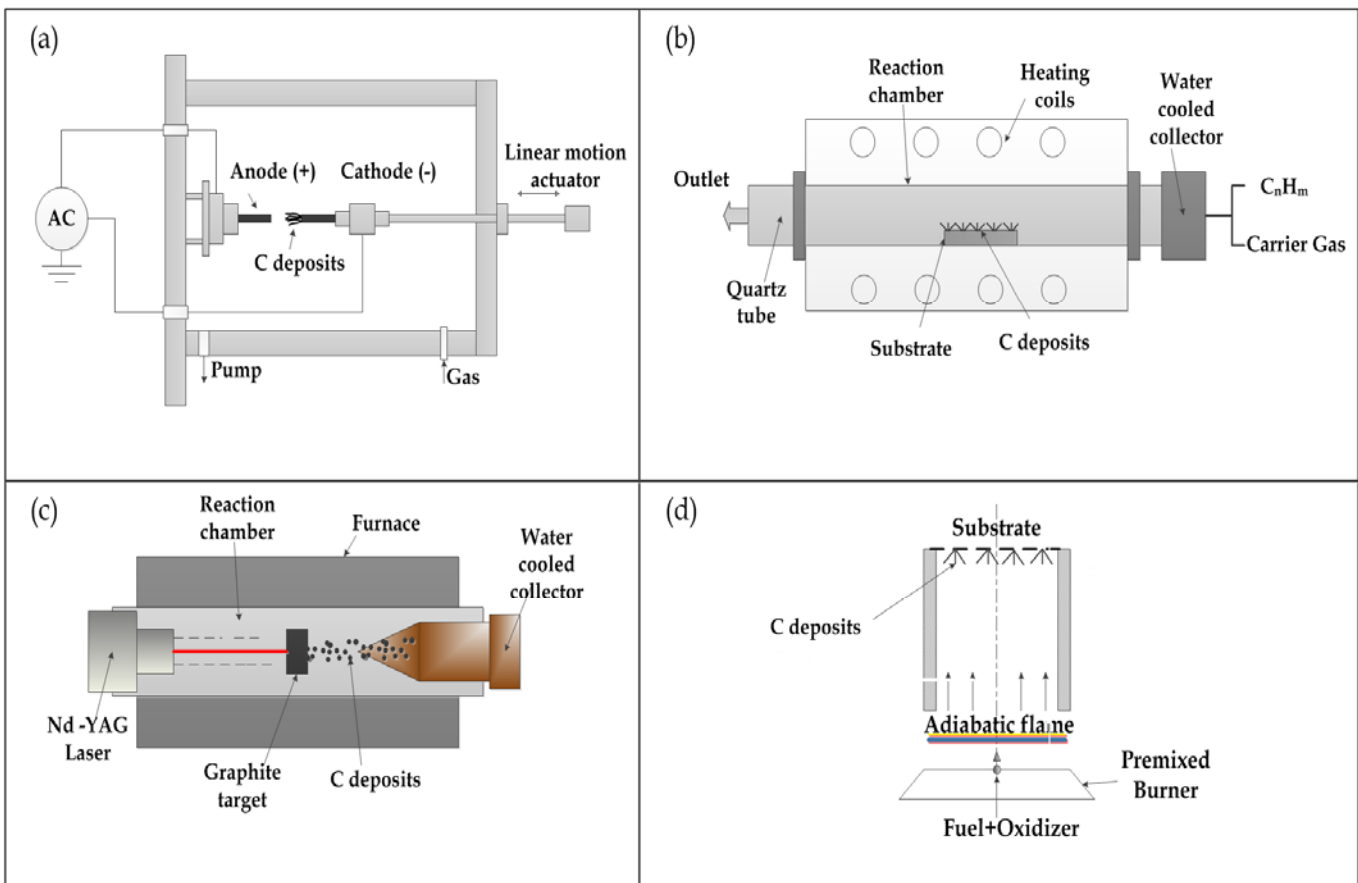 (a)
Anode (+)
Cathode (-)
Linear motion
actuator
AC
C deposits
Pump
Gas
(b)
Reaction
chamber
Heating
coils
Water
cooled
collector
Outlet
CₙHₘ
Carrier Gas
Quartz
tube
Substrate
C deposits
(c)
Reaction
chamber
Furnace
Water
cooled
collector
Nd -YAG
Laser
Graphite
target
C deposits
(d)
Substrate
C deposits
Adiabatic flame
Premixed
Burner
Fuel+Oxidizer